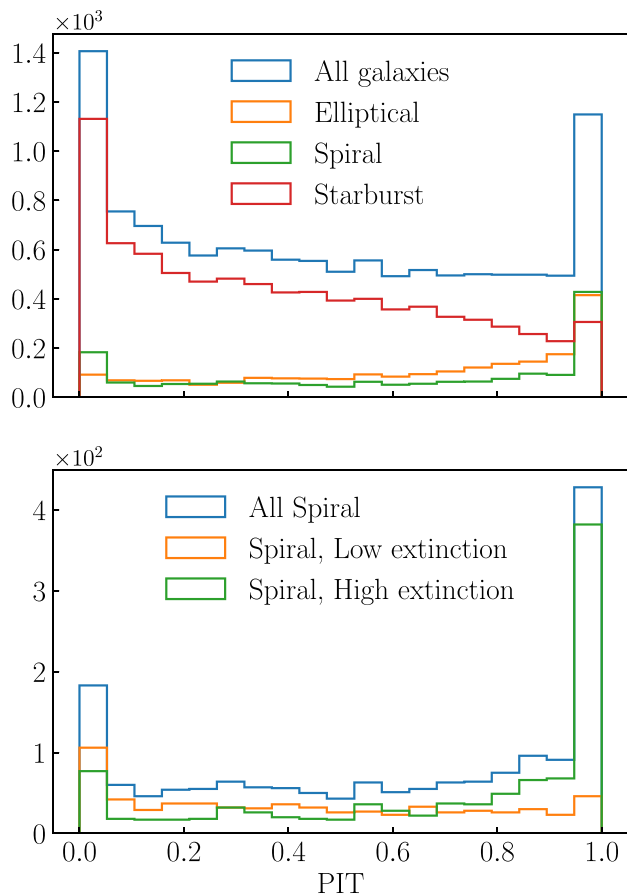 ×10³
1.4
1.2
1.0
0.8
0.6
0.4
0.2
0.0
All galaxies
Elliptical
Spiral
Starburst
×10²
4
3
2
1
0
All Spiral
Spiral, Low extinction
Spiral, High extinction
0.0 0.2 0.4 0.6 0.8 1.0
PIT